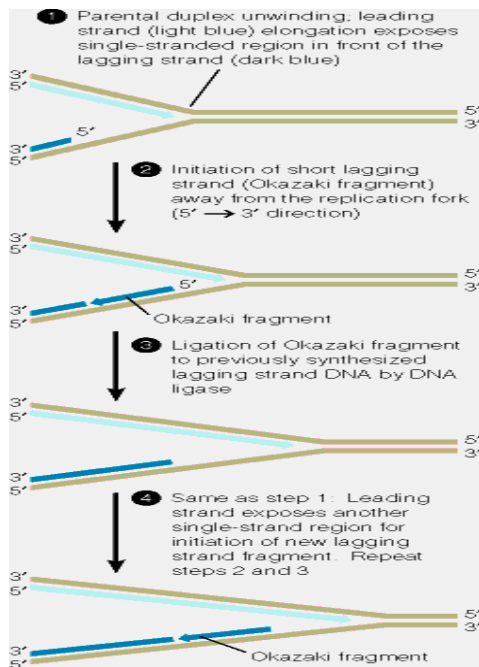 1 Parental duplex unwinding; leading
strand (light blue) elongation exposes
single-stranded region in front of the
lagging strand (dark blue)
3′
5′
5′
3′
5′
3′
5′
2 Initiation of short lagging
strand (Okazaki fragment)
away from the replication fork
(5′ → 3′ direction)
3′
5′
5′
5′
3′
3′
5′
Okazaki fragment
3 Ligation of Okazaki fragment
to previously synthesized
lagging strand DNA by DNA
ligase
3′
5′
5′
3′
3′
5′
4 Same as step 1: Leading
strand exposes another
single-strand region for
initiation of new lagging
strand fragment. Repeat
steps 2 and 3
3′
5′
5′
3′
3′
5′
Okazaki fragment